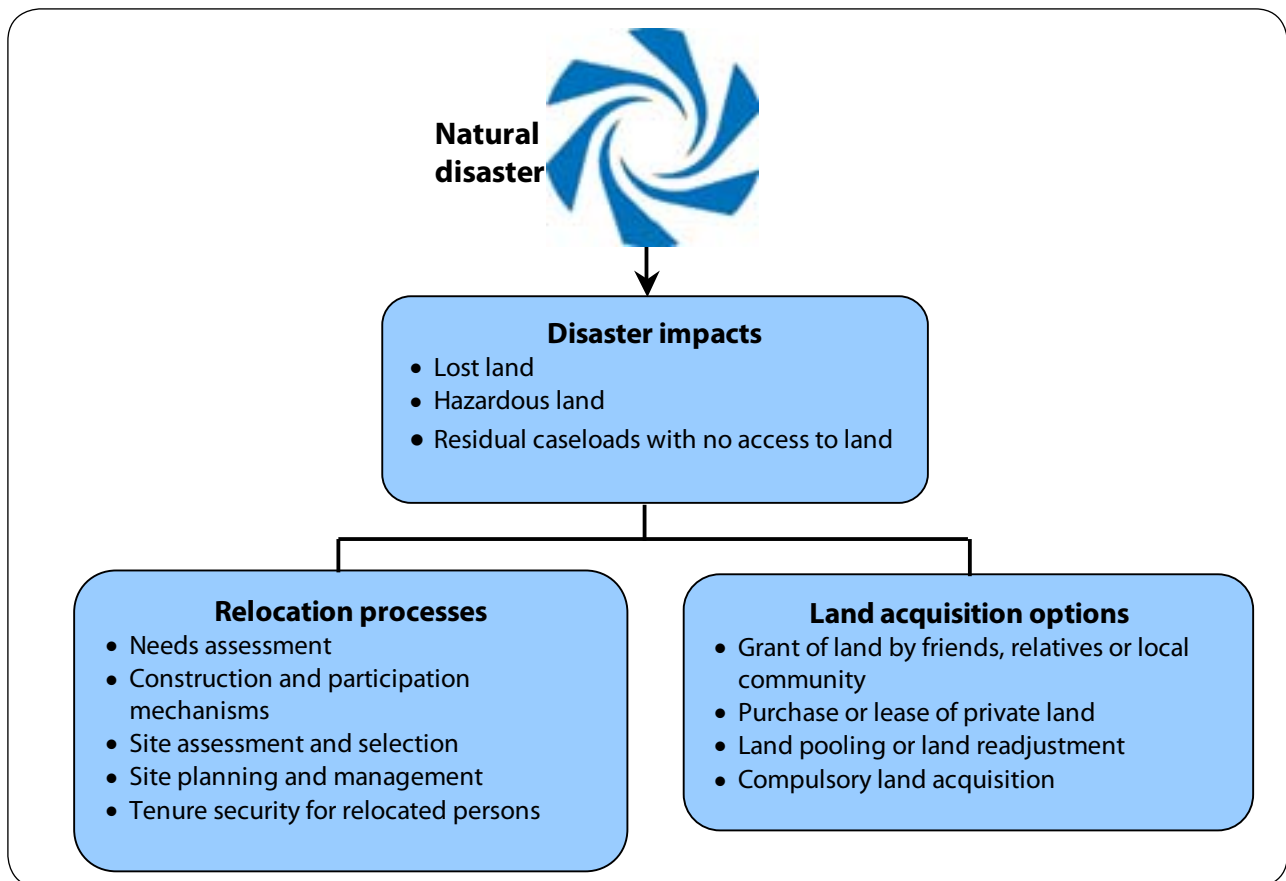 Natural
disaster
Disaster impacts
• Lost land
• Hazardous land
• Residual caseloads with no access to land
Relocation processes
• Needs assessment
• Construction and participation
mechanisms
• Site assessment and selection
• Site planning and management
• Tenure security for relocated persons
Land acquisition options
• Grant of land by friends, relatives or local
community
• Purchase or lease of private land
• Land pooling or land readjustment
• Compulsory land acquisition